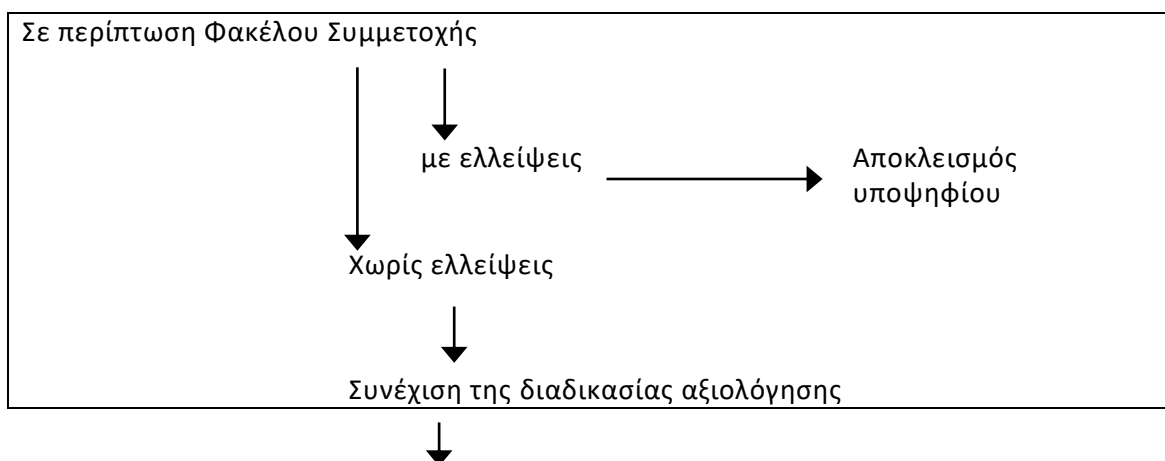 Σε περίπτωση Φακέλου Συμμετοχής
με ελλείψεις
Αποκλεισμός
υποψηφίου
Χωρίς ελλείψεις
Συνέχιση της διαδικασίας αξιολόγησης